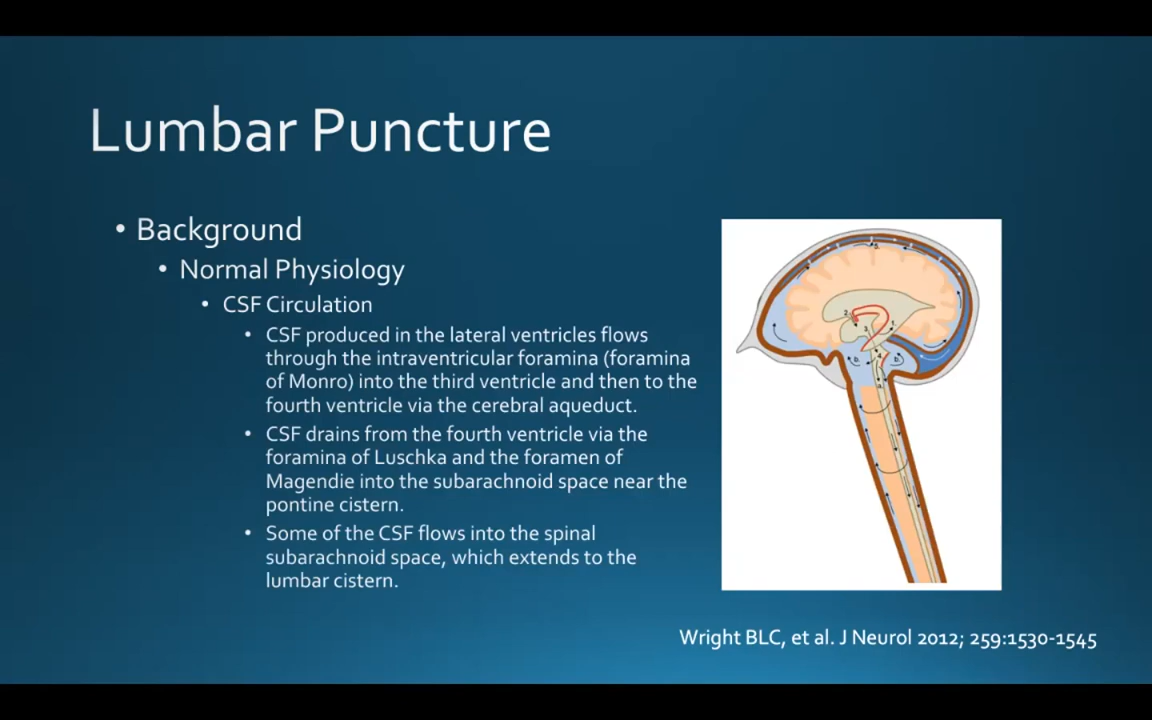 Lumbar Puncture
• Background
• Normal Physiology
• CSF Circulation
• CSF produced in the lateral ventricles flows
through the intraventricular foramina (foramina
of Monro) into the third ventricle and then to the
fourth ventricle via the cerebral aqueduct.
• CSF drains from the fourth ventricle via the
foramina of Luschka and the foramen of
Magendie into the subarachnoid space near the
pontine cistern.
• Some of the CSF flows into the spinal
subarachnoid space, which extends to the
lumbar cistern.
Wright BLC, et al. J Neurol 2012; 259:1530-1545